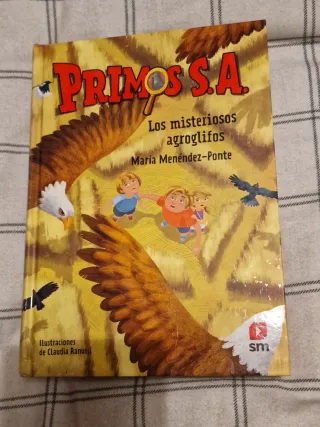 PRIMOS S.A.
Los misteriosos
agroglifos
María Menéndez-Ponte
Ilustraciones
de Claudia Ranucci
sm